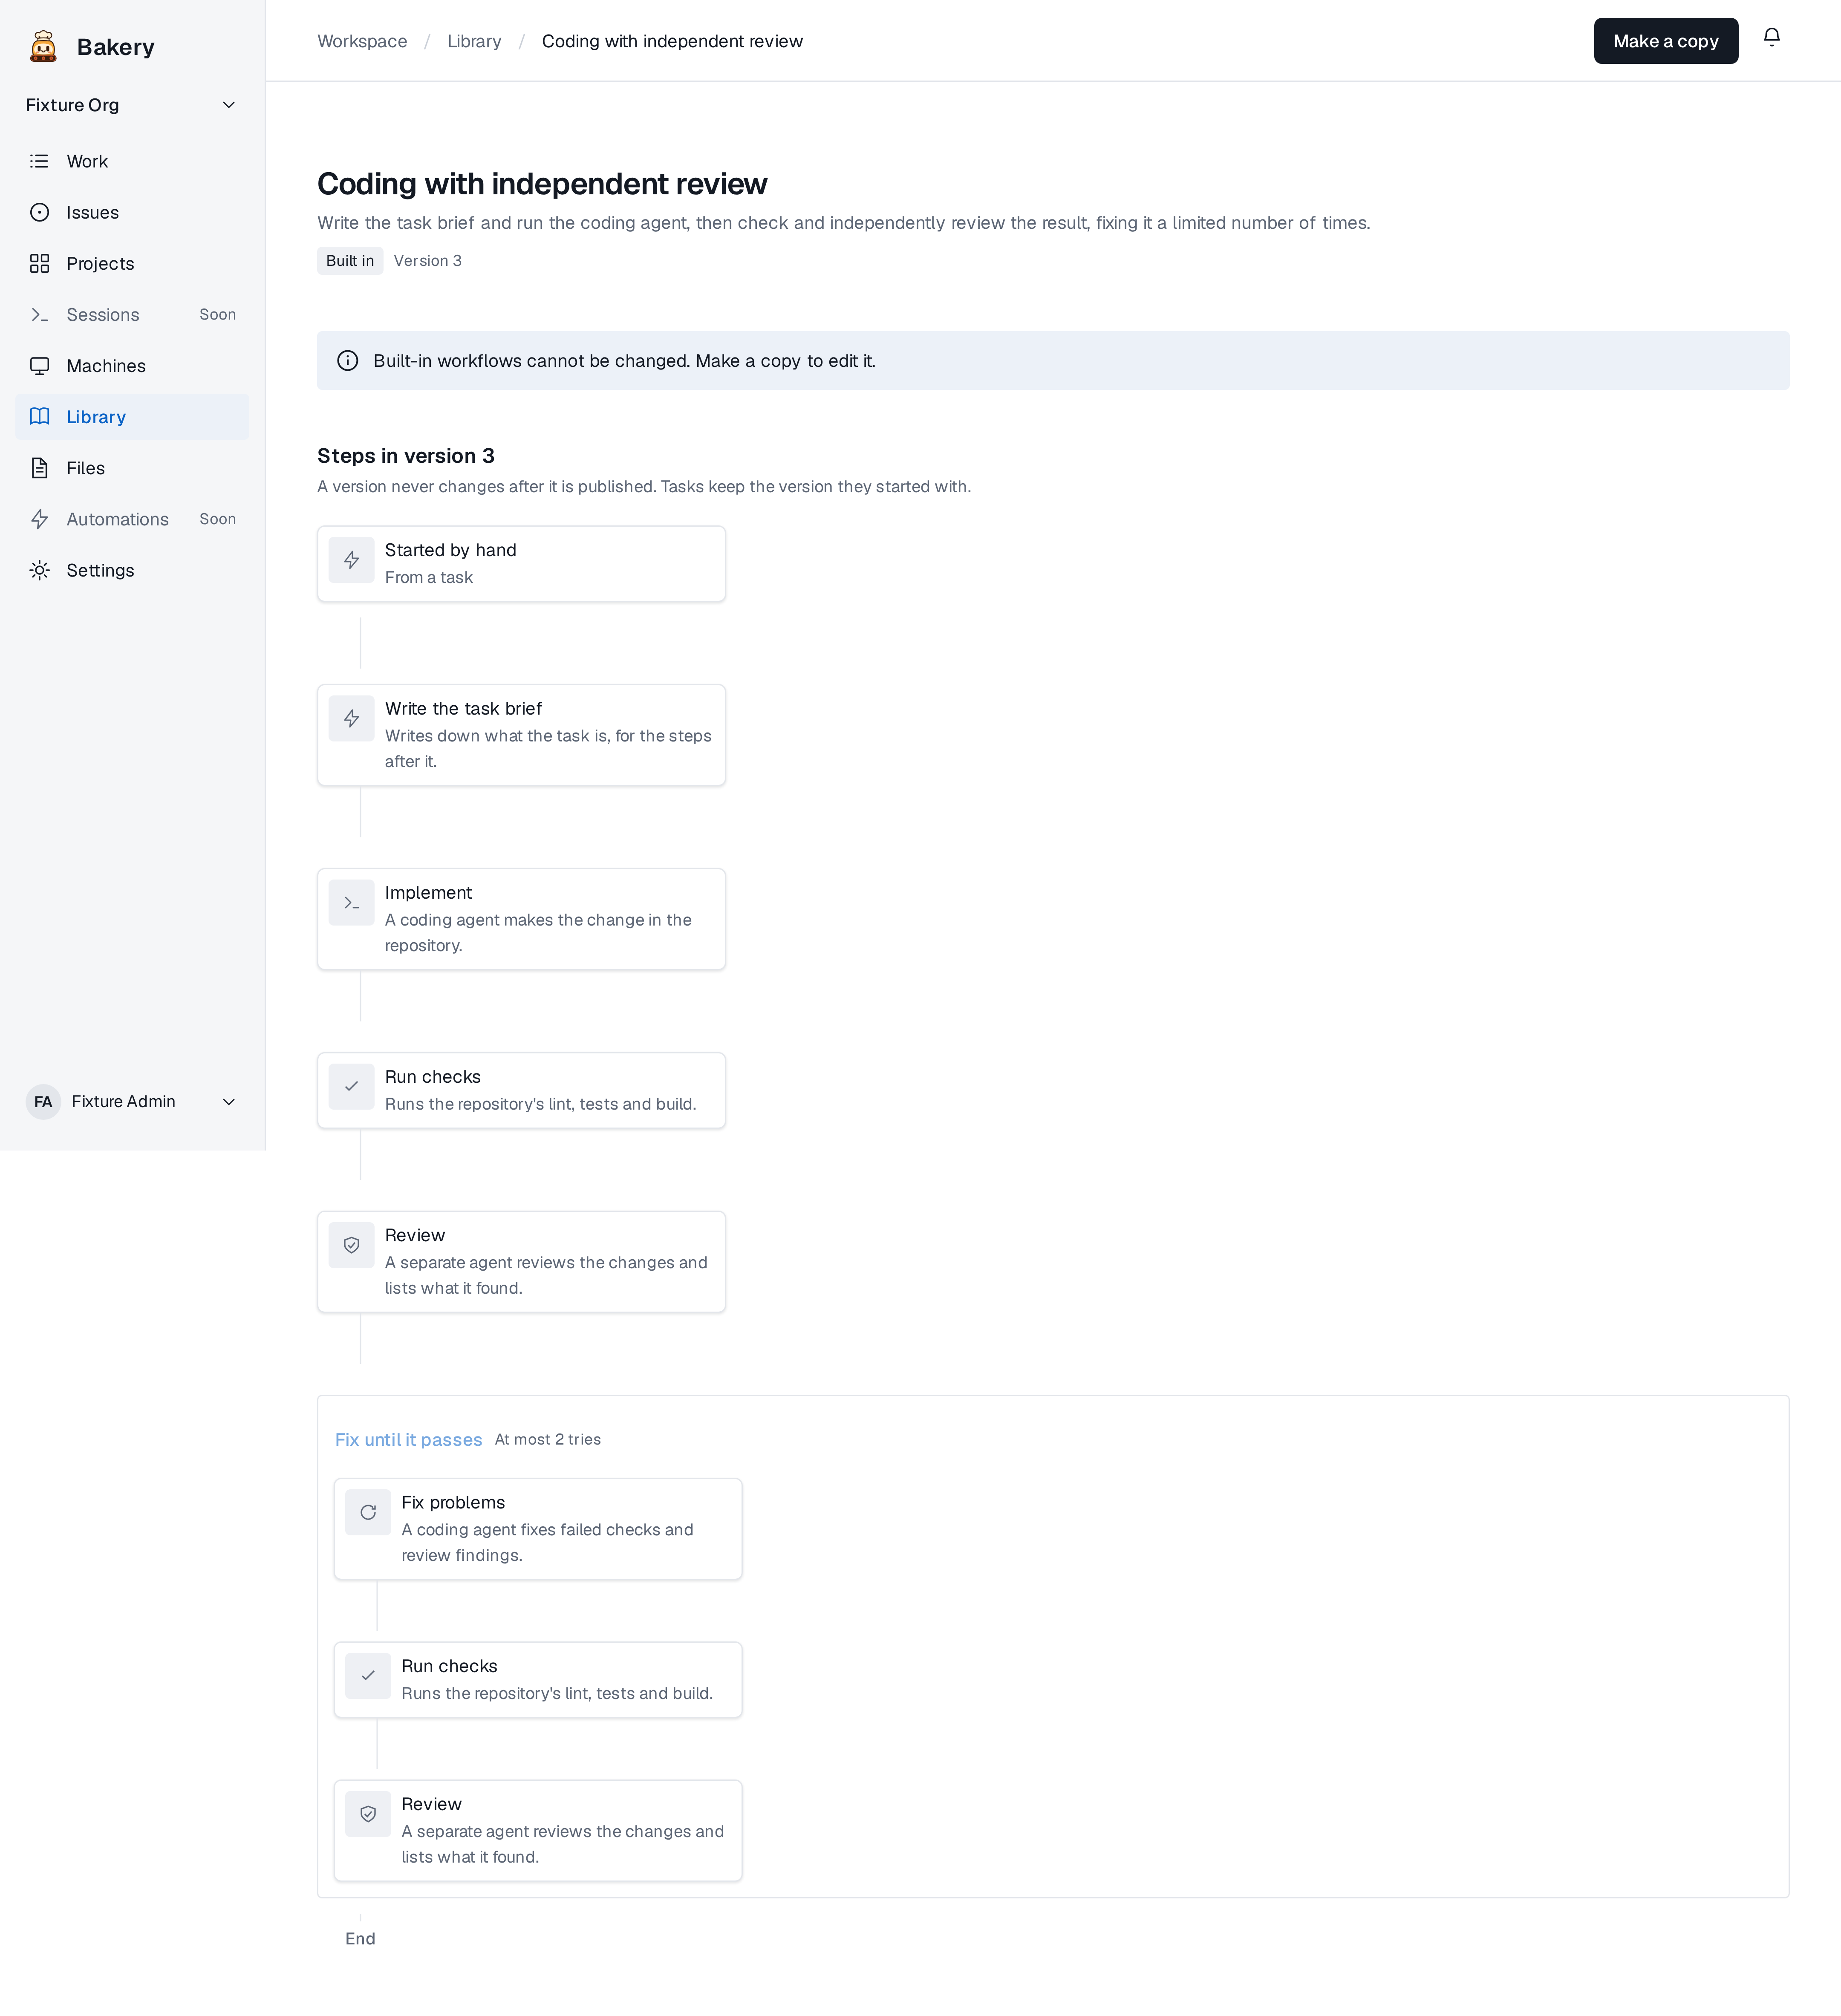 Bakery
Fixture Org
Work
Issues
Projects
Sessions Soon
Machines
Library
Files
Automations Soon
Settings
FA Fixture Admin
Workspace / Library / Coding with independent review
Make a copy
Coding with independent review
Write the task brief and run the coding agent, then check and independently review the result, fixing it a limited number of times.
Built in Version 3
Built-in workflows cannot be changed. Make a copy to edit it.
Steps in version 3
A version never changes after it is published. Tasks keep the version they started with.
Started by hand
From a task
Write the task brief
Writes down what the task is, for the steps
after it.
Implement
A coding agent makes the change in the
repository.
Run checks
Runs the repository's lint, tests and build.
Review
A separate agent reviews the changes and
lists what it found.
Fix until it passes At most 2 tries
Fix problems
A coding agent fixes failed checks and
review findings.
Run checks
Runs the repository's lint, tests and build.
Review
A separate agent reviews the changes and
lists what it found.
End